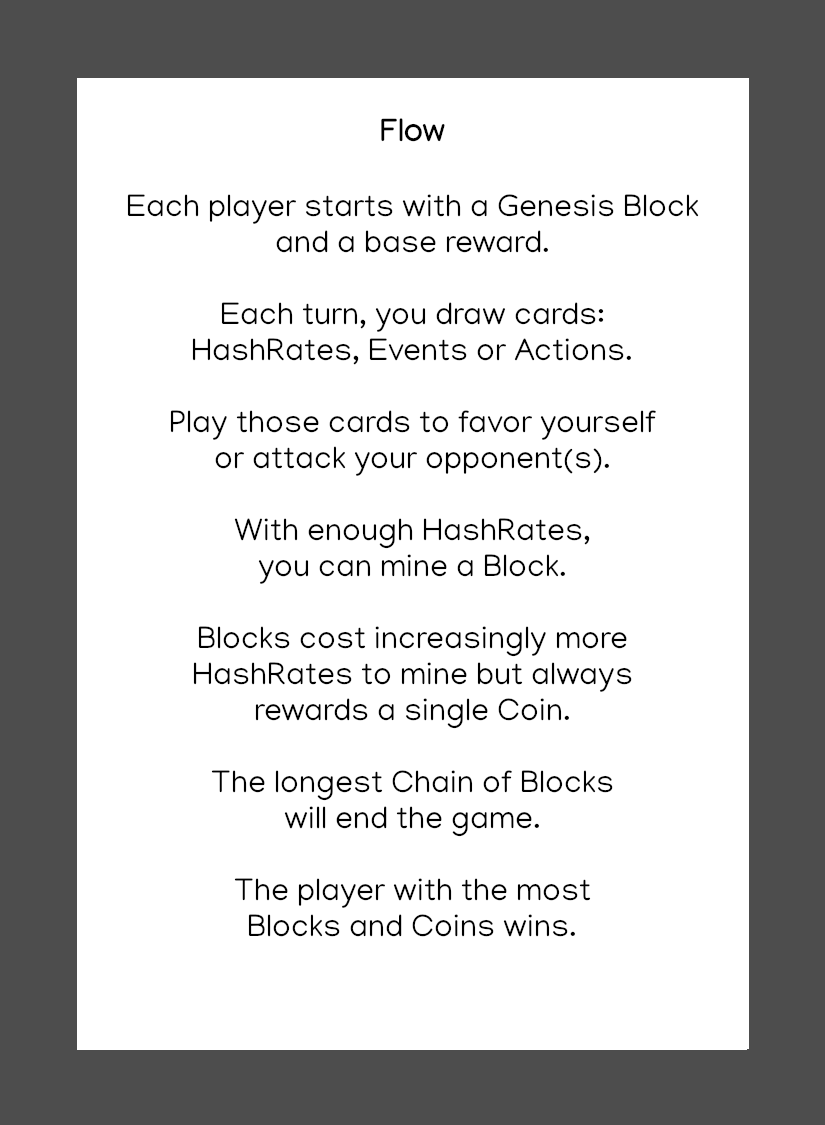 Flow
Each player starts with a Genesis Block
and a base reward.
Each turn, you draw cards:
HashRates, Events or Actions.
Play those cards to favor yourself
or attack your opponent(s).
With enough HashRates,
you can mine a Block.
Blocks cost increasingly more
HashRates to mine but always
rewards a single Coin.
The longest Chain of Blocks
will end the game.
The player with the most
Blocks and Coins wins.